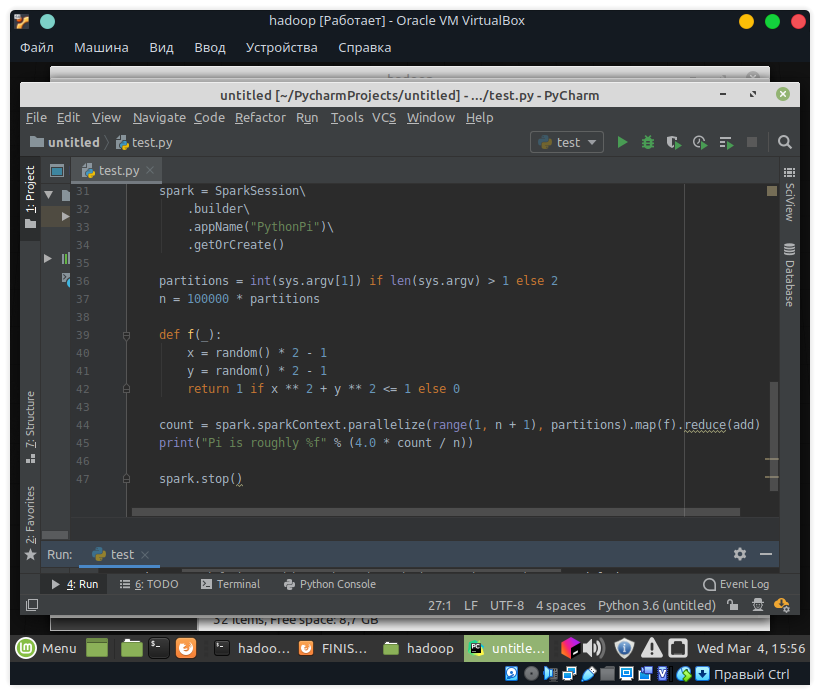 hadoop [Работает] - Oracle VM VirtualBox
Файл Машина Вид Ввод Устройства Справка
hadoop
untitled [~/PycharmProjects/untitled] - .../test.py - PyCharm
File Edit View Navigate Code Refactor Run Tools VCS Window Help
untitled test.py test
1: Project
test.py
SciView
Database
31 spark = SparkSession\
32 .builder\
33 .appName("PythonPi")\
34 .getOrCreate()
35
36 partitions = int(sys.argv[1]) if len(sys.argv) > 1 else 2
37 n = 100000 * partitions
38
39 def f(_):
40 x = random() * 2 - 1
41 y = random() * 2 - 1
42 return 1 if x ** 2 + y ** 2 <= 1 else 0
43
44 count = spark.sparkContext.parallelize(range(1, n + 1), partitions).map(f).reduce(add)
45 print("Pi is roughly %f" % (4.0 * count / n))
46
47 spark.stop()
7: Structure
2: Favorites
Run: test
4: Run 6: TODO Terminal Python Console Event Log
27:1 LF UTF-8 4 spaces Python 3.6 (untitled)
32 items, Free space: 8,7 GB
Menu hadoo... FINIS... hadoop untitle... Wed Mar 4, 15:56
Правый Ctrl